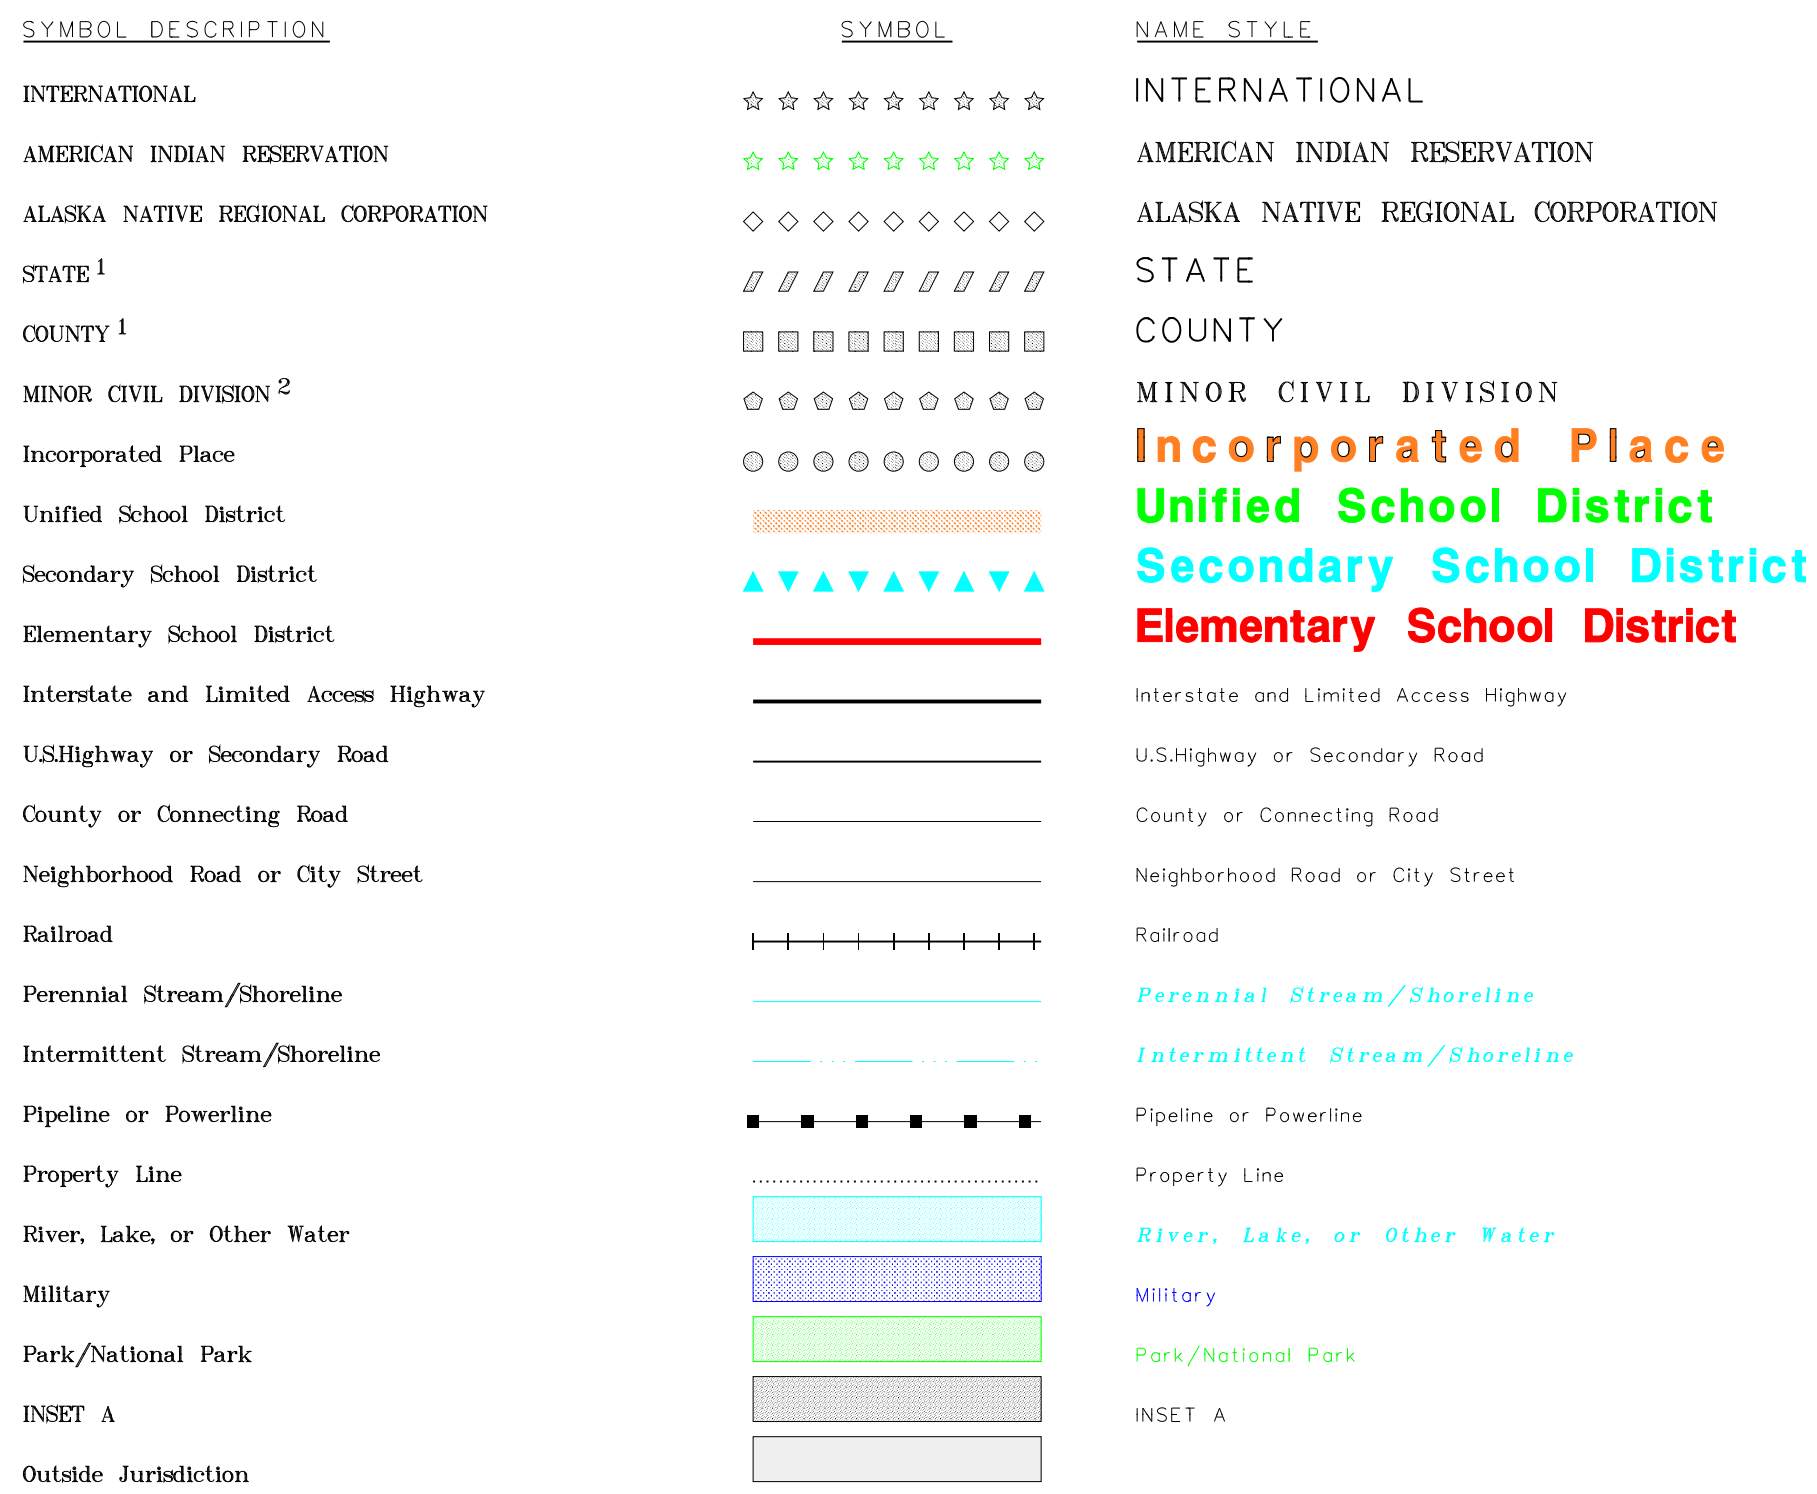 SYMBOL DESCRIPTION SYMBOL NAME STYLE
INTERNATIONAL INTERNATIONAL
AMERICAN INDIAN RESERVATION AMERICAN INDIAN RESERVATION
ALASKA NATIVE REGIONAL CORPORATION ALASKA NATIVE REGIONAL CORPORATION
STATE 1 STATE
COUNTY 1 COUNTY
MINOR CIVIL DIVISION 2 MINOR CIVIL DIVISION
Incorporated Place Incorporated Place
Unified School District Unified School District
Secondary School District Secondary School District
Elementary School District Elementary School District
Interstate and Limited Access Highway Interstate and Limited Access Highway
U.S.Highway or Secondary Road U.S.Highway or Secondary Road
County or Connecting Road County or Connecting Road
Neighborhood Road or City Street Neighborhood Road or City Street
Railroad Railroad
Perennial Stream/Shoreline Perennial Stream/Shoreline
Intermittent Stream/Shoreline Intermittent Stream/Shoreline
Pipeline or Powerline Pipeline or Powerline
Property Line Property Line
River, Lake, or Other Water River, Lake, or Other Water
Military Military
Park/National Park Park/National Park
INSET A INSET A
Outside Jurisdiction